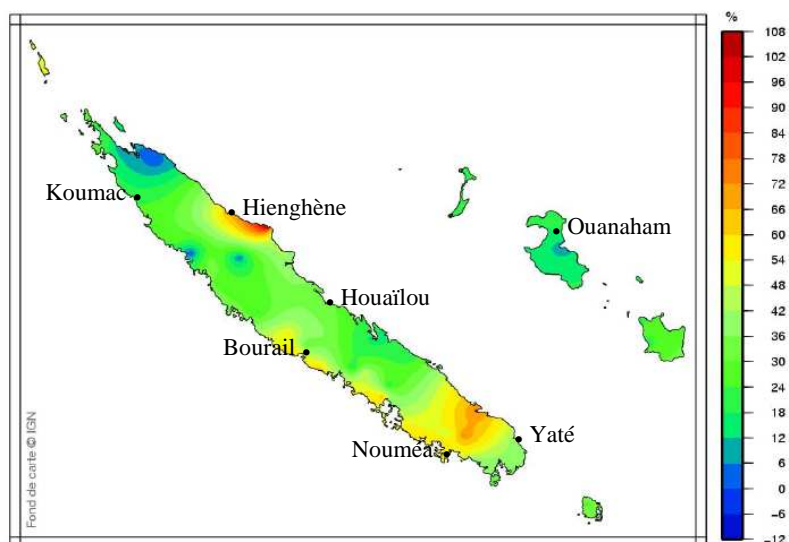 %
108
102
96
90
84
78
72
66
60
54
48
42
36
30
24
18
12
6
0
−6
−12
Koumac
Hienghène
Ouanaham
Houaïlou
Bourail
Yaté
Nouméa
Fond de carte © IGN